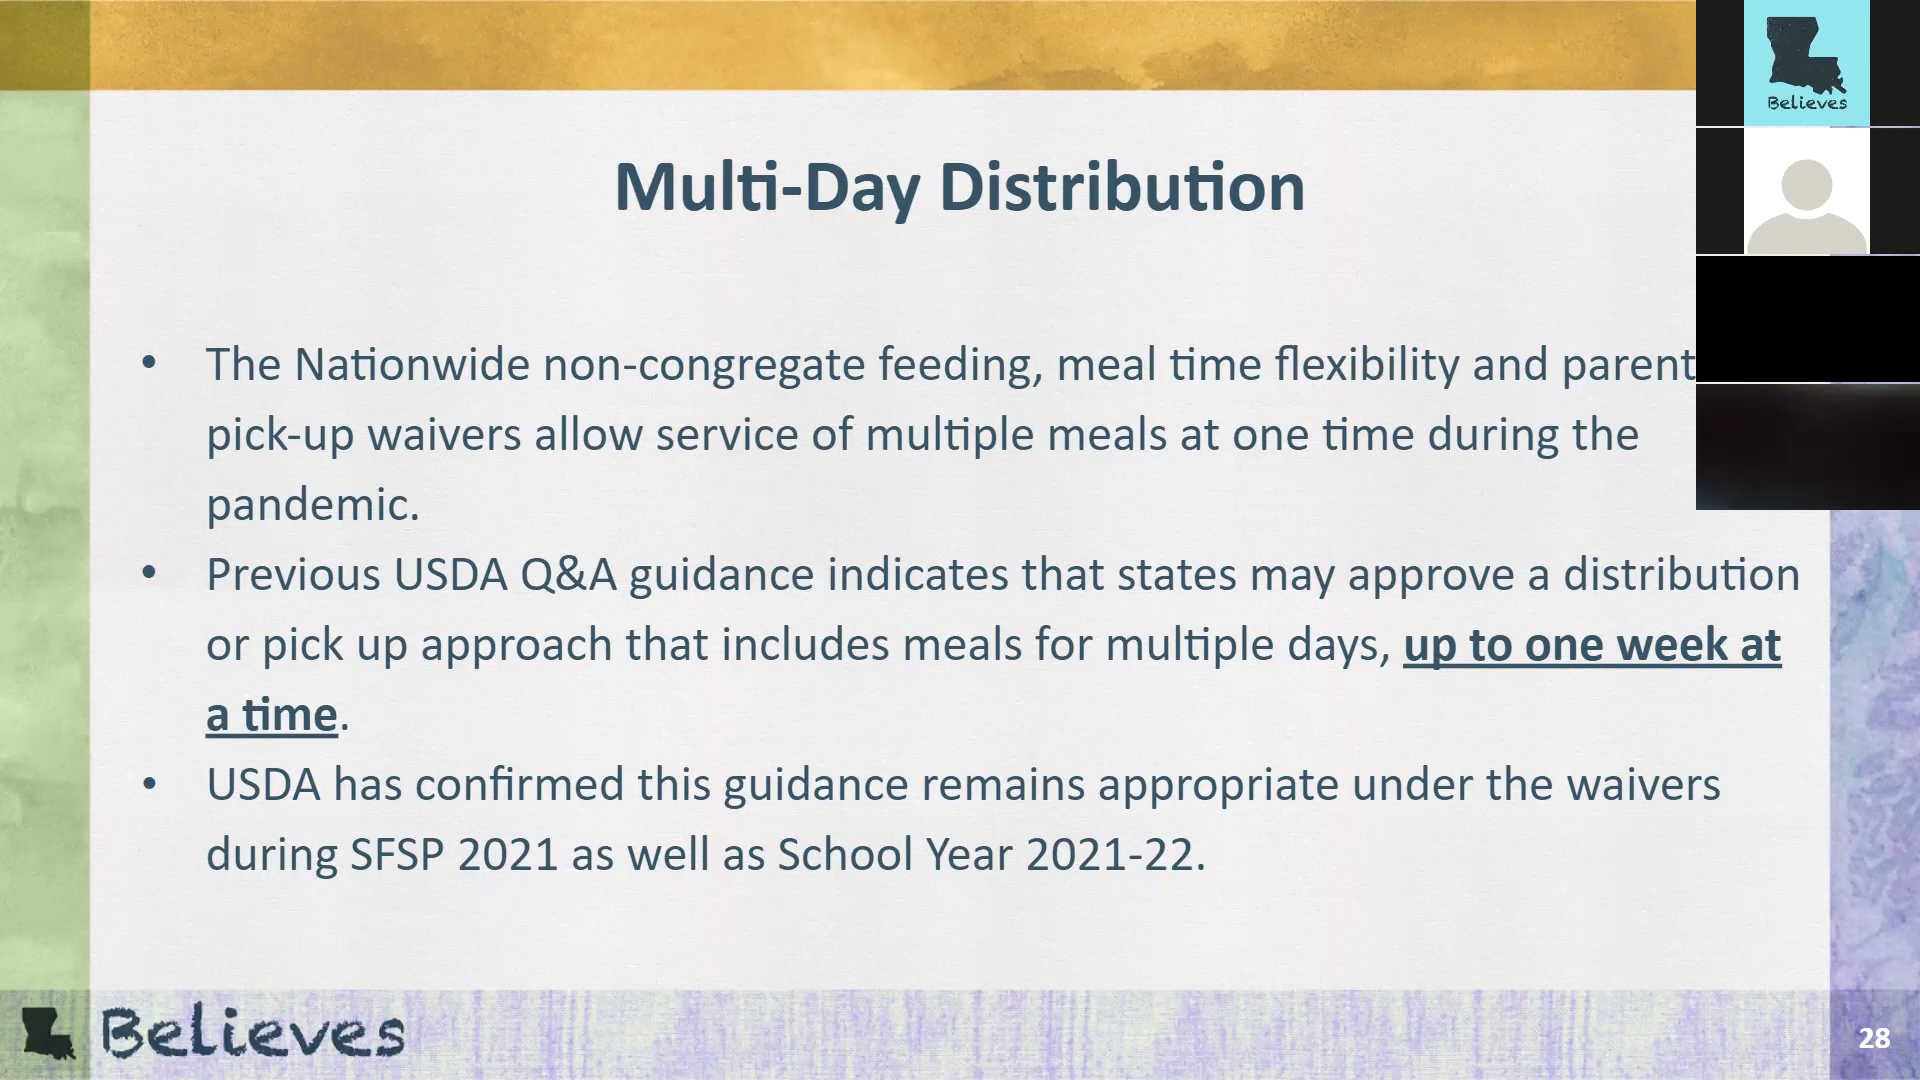 Multi-Day Distribution
• The Nationwide non-congregate feeding, meal time flexibility and parent
pick-up waivers allow service of multiple meals at one time during the
pandemic.
• Previous USDA Q&A guidance indicates that states may approve a distribution
or pick up approach that includes meals for multiple days, up to one week at
a time.
• USDA has confirmed this guidance remains appropriate under the waivers
during SFSP 2021 as well as School Year 2021-22.
Believes
28
Believes